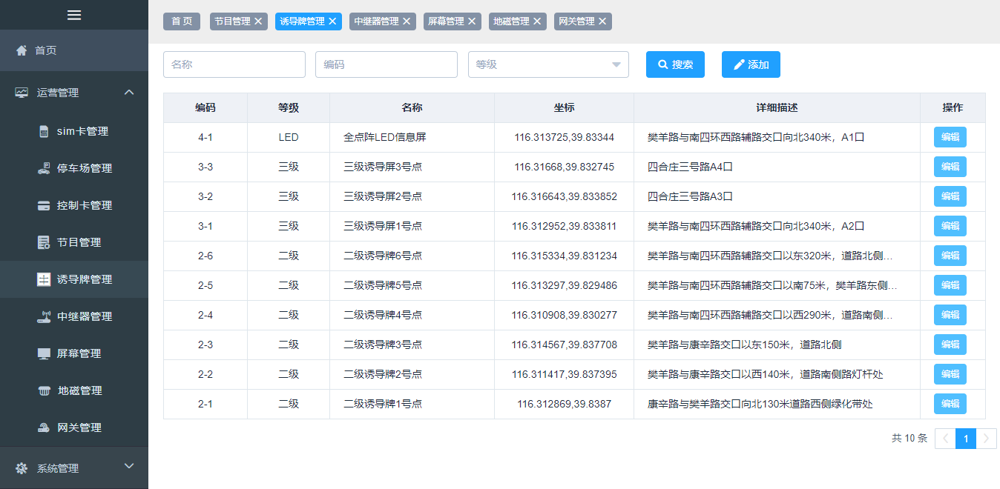 首页
运营管理
sim卡管理
停车场管理
控制卡管理
节目管理
诱导牌管理
中继器管理
屏幕管理
地磁管理
网关管理
系统管理
首 页 节目管理 诱导牌管理 中继器管理 屏幕管理 地磁管理 网关管理
名称 编码 等级 搜索 添加
编码 等级 名称 坐标 详细描述 操作
4-1 LED 全点阵LED信息屏 116.313725,39.83344 樊羊路与南四环西路辅路交口向北340米，A1口 编辑
3-3 三级 三级诱导屏3号点 116.31668,39.832745 四合庄三号路A4口 编辑
3-2 三级 三级诱导屏2号点 116.316643,39.833852 四合庄三号路A3口 编辑
3-1 三级 三级诱导屏1号点 116.312952,39.833811 樊羊路与南四环西路辅路交口向北340米，A2口 编辑
2-6 二级 二级诱导牌6号点 116.315334,39.831234 樊羊路与南四环西路辅路交口以东320米，道路北侧... 编辑
2-5 二级 二级诱导牌5号点 116.313297,39.829486 樊羊路与南四环西路辅路交口以南75米，樊羊路东侧... 编辑
2-4 二级 二级诱导牌4号点 116.310908,39.830277 樊羊路与南四环西路辅路交口以西290米，道路南侧... 编辑
2-3 二级 二级诱导牌3号点 116.314567,39.837708 樊羊路与康辛路交口以东150米，道路北侧 编辑
2-2 二级 二级诱导牌2号点 116.311417,39.837395 樊羊路与康辛路交口以西140米，道路南侧路灯杆处 编辑
2-1 二级 二级诱导牌1号点 116.312869,39.8387 康辛路与樊羊路交口向北130米道路西侧绿化带处 编辑
共 10 条 1